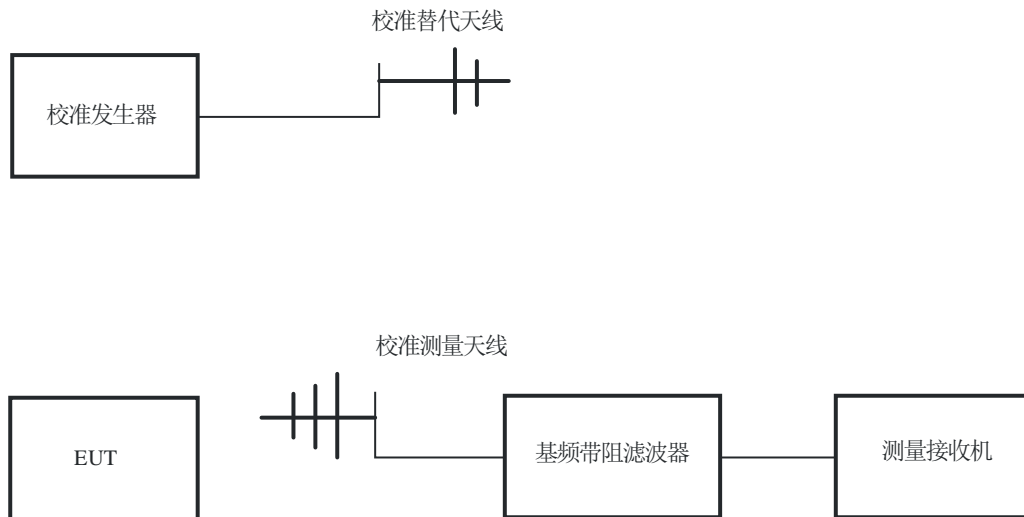 校准替代天线
校准发生器
校准测量天线
EUT
基频带阻滤波器
测量接收机